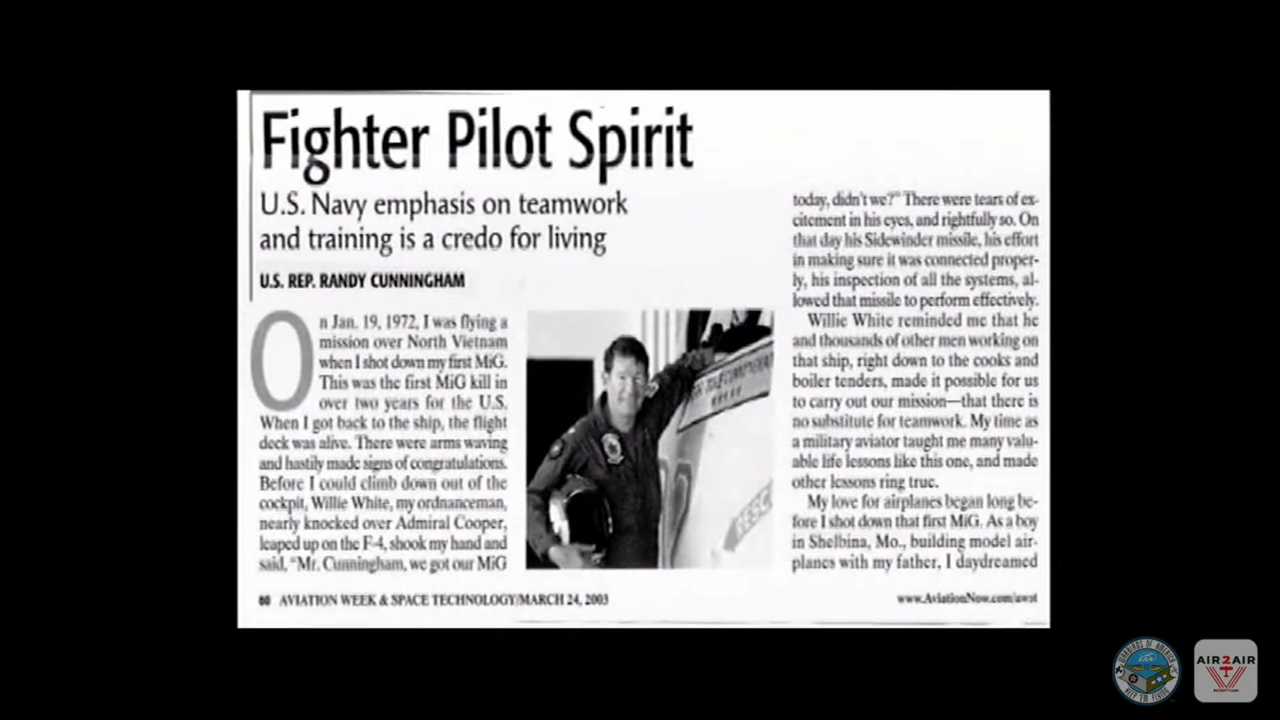 Fighter Pilot Spirit
U.S. Navy emphasis on teamwork
and training is a credo for living
U.S. REP. RANDY CUNNINGHAM
On Jan. 19, 1972, I was flying a
mission over North Vietnam
when I shot down my first MiG.
This was the first MiG kill in
over two years for the U.S.
When I got back to the ship, the flight
deck was alive. There were arms waving
and hastily made signs of congratulations.
Before I could climb down out of the
cockpit, Willie White, my ordnanceman,
nearly knocked over Admiral Cooper,
leaped up on the F-4, shook my hand and
said, "Mr. Cunningham, we got our MiG
today, didn't we?" There were tears of ex-
citement in his eyes, and rightfully so. On
that day his Sidewinder missile, his effort
in making sure it was connected proper-
ly, his inspection of all the systems, al-
lowed that missile to perform effectively.
Willie White reminded me that he
and thousands of other men working on
that ship, right down to the cooks and
boiler tenders, made it possible for us
to carry out our mission—that there is
no substitute for teamwork. My time as
a military aviator taught me many valu-
able life lessons like this one, and made
other lessons ring true.
My love for airplanes began long be-
fore I shot down that first MiG. As a boy
in Shelbina, Mo., building model air-
planes with my father, I daydreamed
RESC
60 AVIATION WEEK & SPACE TECHNOLOGY/MARCH 24, 2003
www.AviationNow.com/awst
WARBIRDS OF AMERICA
KEEP 'EM FLYING
AIR2AIR